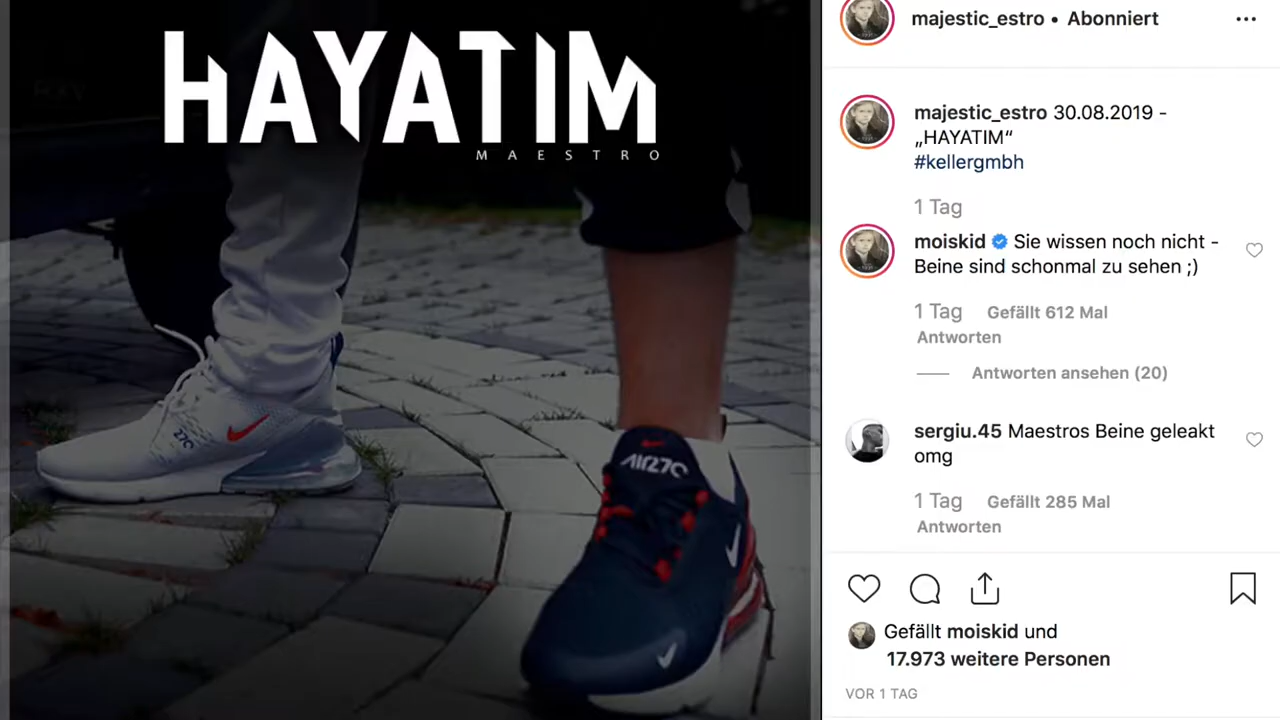 HAYATIM
MAESTRO
270
AIR270
majestic_estro • Abonniert
majestic_estro 30.08.2019 -
„HAYATIM“
#kellergmbh
1 Tag
moiskid Sie wissen noch nicht -
Beine sind schonmal zu sehen ;)
1 Tag Gefällt 612 Mal
Antworten
Antworten ansehen (20)
sergiu.45 Maestros Beine geleakt
omg
1 Tag Gefällt 285 Mal
Antworten
Gefällt moiskid und
17.973 weitere Personen
VOR 1 TAG